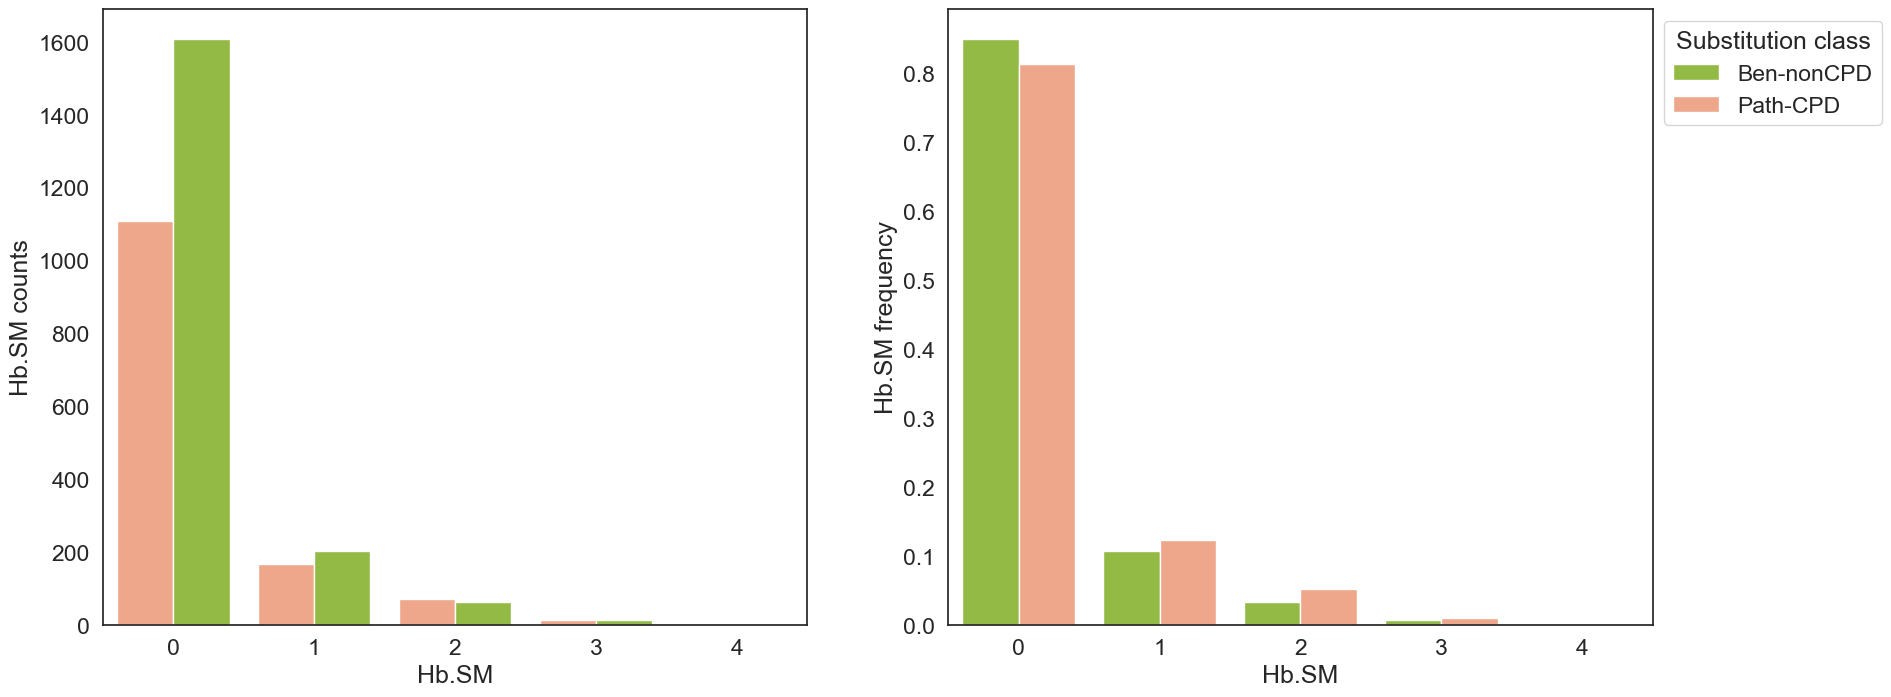 Hb.SM counts
1600
1400
1200
1000
800
600
400
200
0
0 1 2 3 4
Hb.SM
Hb.SM frequency
0.8
0.7
0.6
0.5
0.4
0.3
0.2
0.1
0.0
0 1 2 3 4
Hb.SM
Substitution class
Ben-nonCPD
Path-CPD